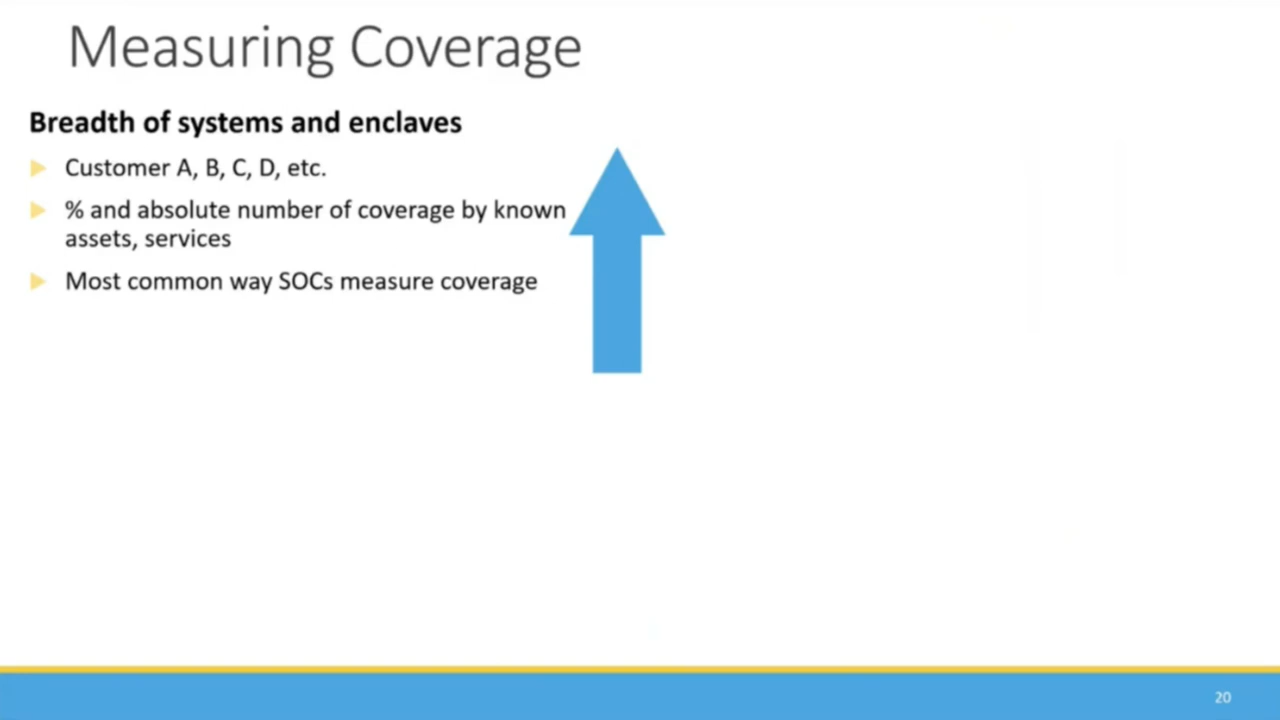 Measuring Coverage
Breadth of systems and enclaves
Customer A, B, C, D, etc.
% and absolute number of coverage by known
assets, services
Most common way SOCs measure coverage
20